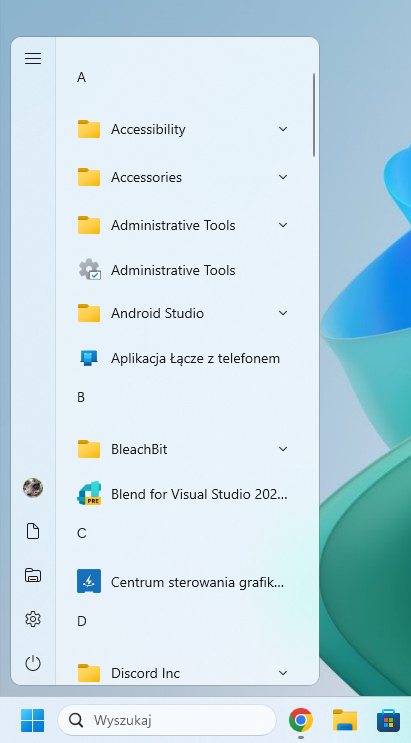 A
Accessibility
Accessories
Administrative Tools
Administrative Tools
Android Studio
Aplikacja Łącze z telefonem
B
BleachBit
PRE
Blend for Visual Studio 202...
C
Centrum sterowania grafik...
D
Discord Inc
Wyszukaj